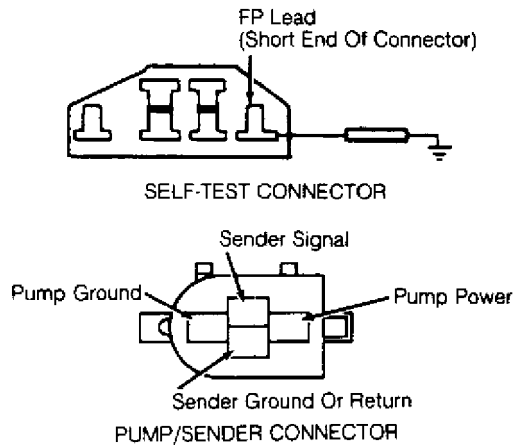 FP Lead
(Short End Of Connector)
SELF-TEST CONNECTOR
Sender Signal
Pump Ground
Pump Power
Sender Ground Or Return
PUMP/SENDER CONNECTOR